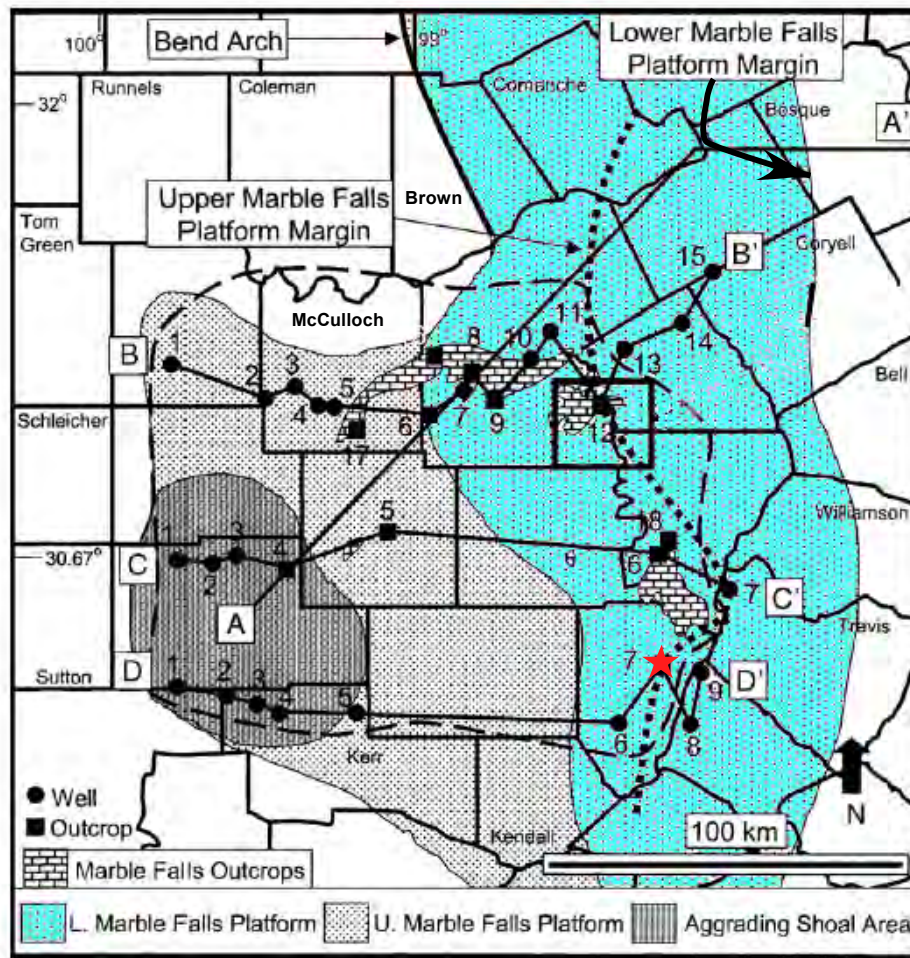 100°
Bend Arch
99°
Lower Marble Falls
Platform Margin
Runnels
Coleman
Comanche
Bosque
32°
A'
Brown
Upper Marble Falls
Platform Margin
Tom
Green
Coryell
15
B'
McCulloch
B
1
8
10
11
14
2
3
13
Bell
4
5
Schleicher
6
7
9
12
17
5
Williamson
1
3
4
18
30.67°
C
2
6
6
7
C'
A
Travis
Sutton
D
1
2
3
7
9
D'
4
5
6
8
Kerr
N
Well
Outcrop
Kendall
100 km
Marble Falls Outcrops
L. Marble Falls Platform
U. Marble Falls Platform
Aggrading Shoal Area